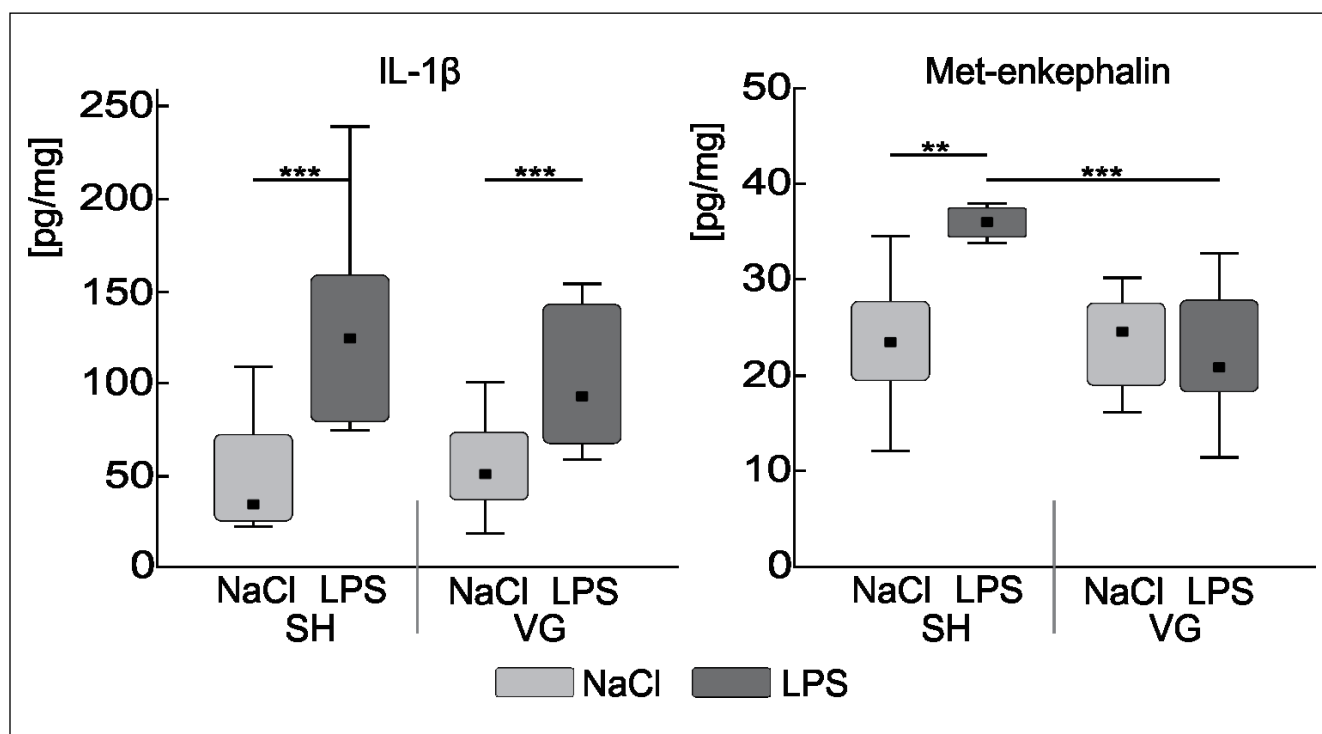 IL-1β
[pg/mg]
250
200
150
100
50
0
***
***
NaCl LPS NaCl LPS
SH VG
Met-enkephalin
[pg/mg]
50
40
30
20
10
0
**
***
NaCl LPS NaCl LPS
SH VG
NaCl LPS